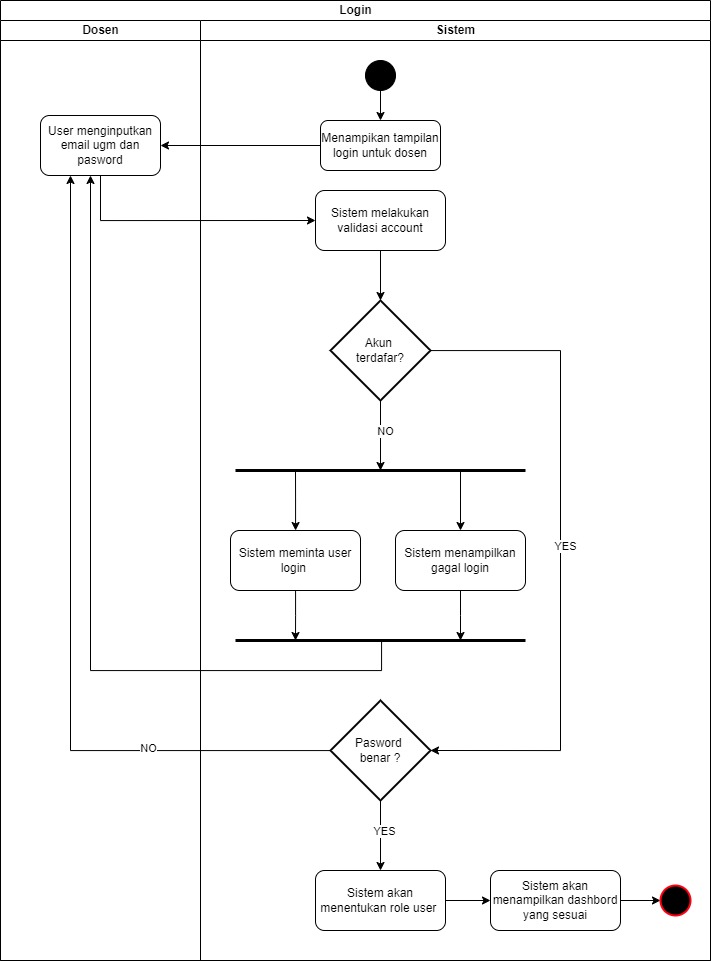 Login
Dosen
Sistem
Menampikan tampilan
login untuk dosen
User menginputkan
email ugm dan
pasword
Sistem melakukan
validasi account
Akun
terdafar?
NO
YES
Sistem meminta user
login
Sistem menampilkan
gagal login
Pasword
benar ?
NO
YES
Sistem akan
menentukan role user
Sistem akan
menampilkan dashbord
yang sesuai